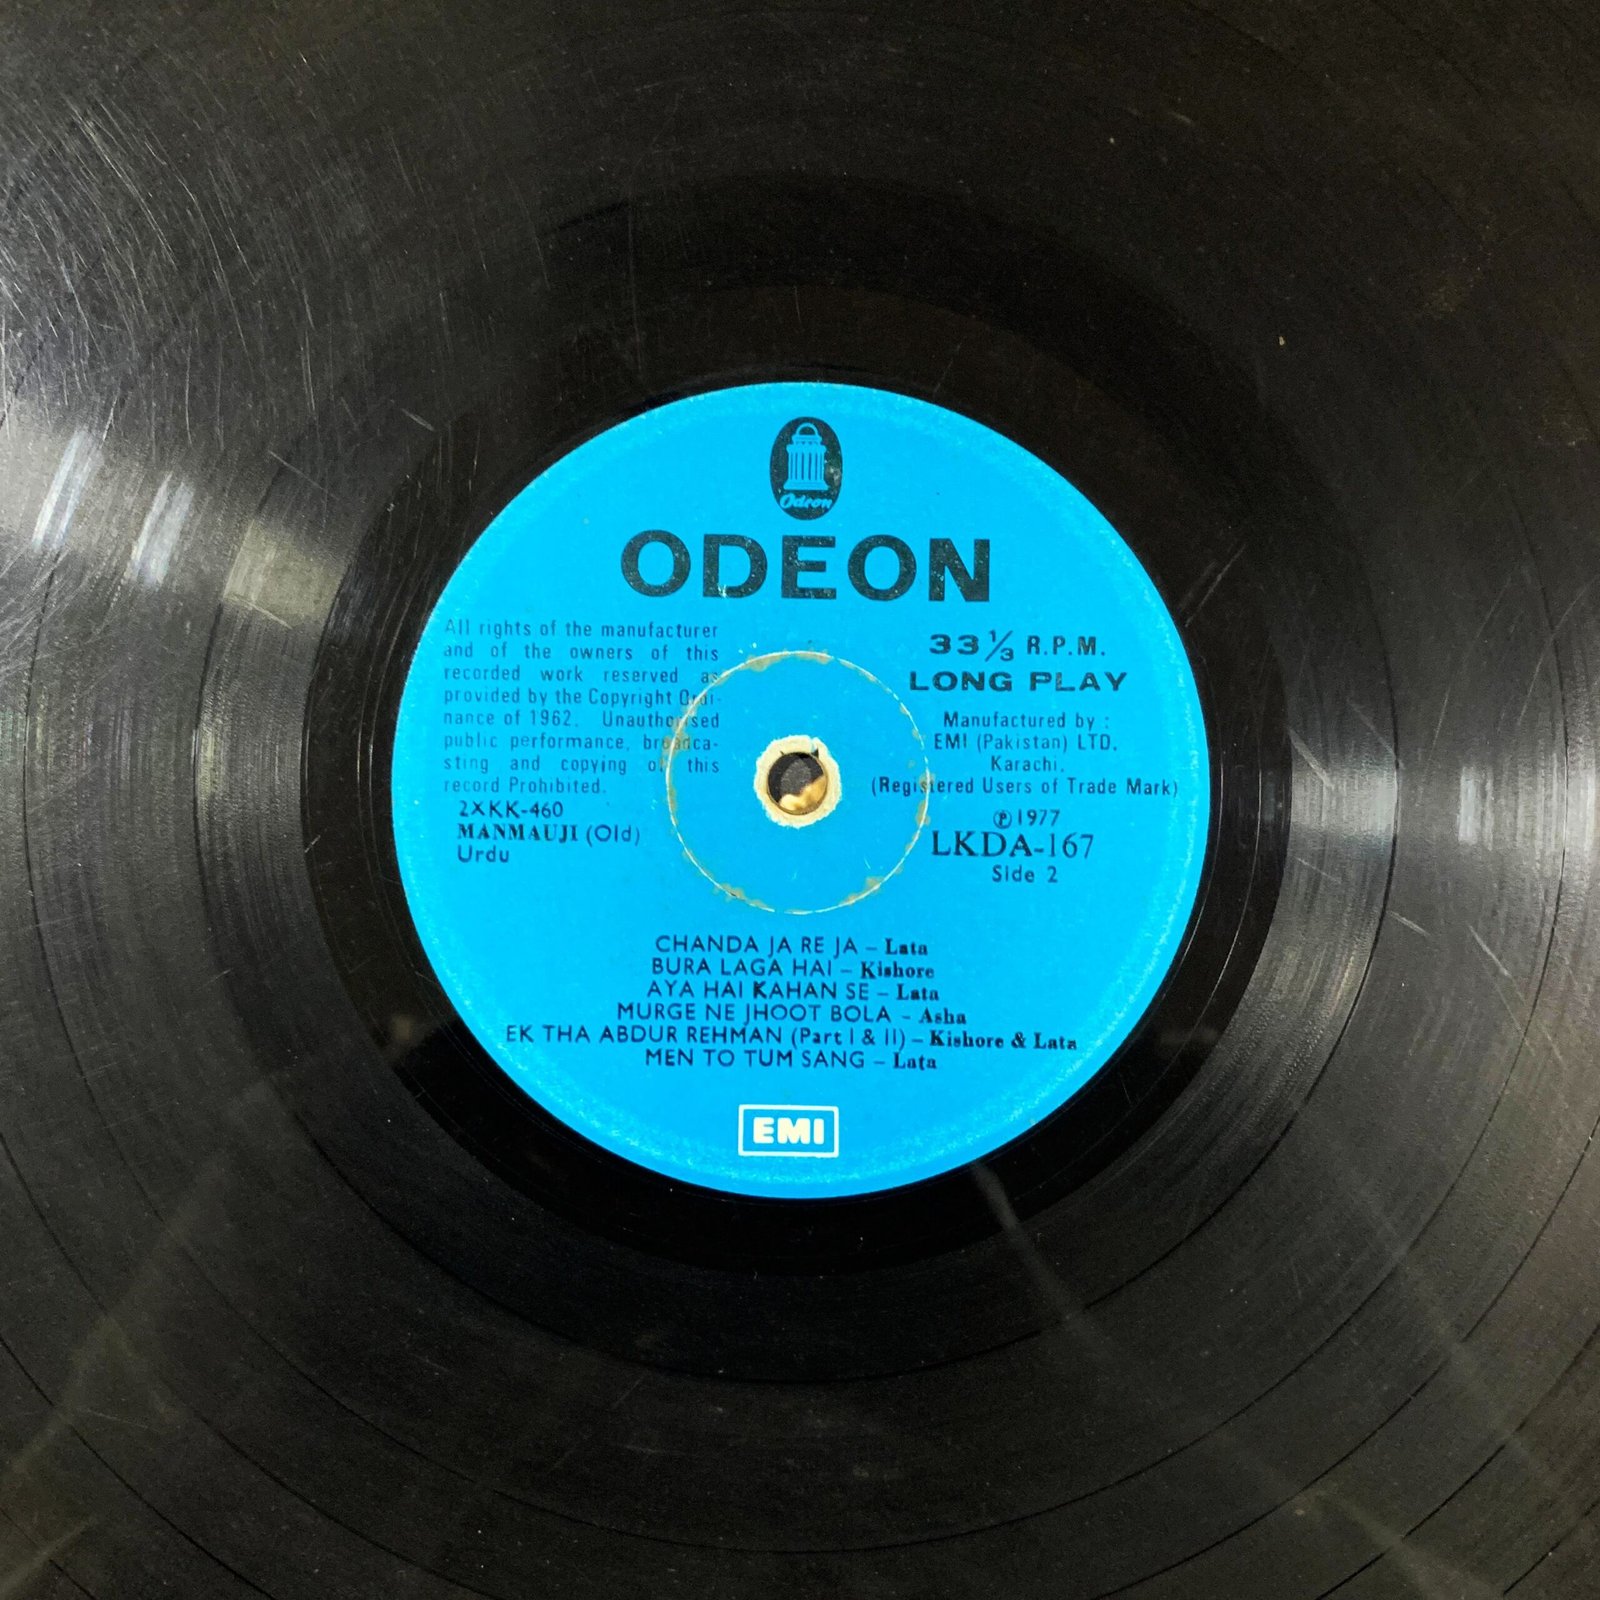 Odeon
ODEON
All rights of the manufacturer
and of the owners of this
recorded work reserved as
provided by the Copyright Ordi-
nance of 1962. Unauthorised
public performance, broadca-
sting and copying of this
record Prohibited.
2XKK-460
MANMAUJI (Old)
Urdu
33 1/3 R.P.M.
LONG PLAY
Manufactured by :
EMI (Pakistan) LTD.
Karachi.
(Registered Users of Trade Mark)
℗ 1977
LKDA-167
Side 2
CHANDA JA RE JA – Lata
BURA LAGA HAI – Kishore
AYA HAI KAHAN SE – Lata
MURGE NE JHOOT BOLA – Asha
EK THA ABDUR REHMAN (Part I & II) – Kishore & Lata
MEN TO TUM SANG – Lata
EMI